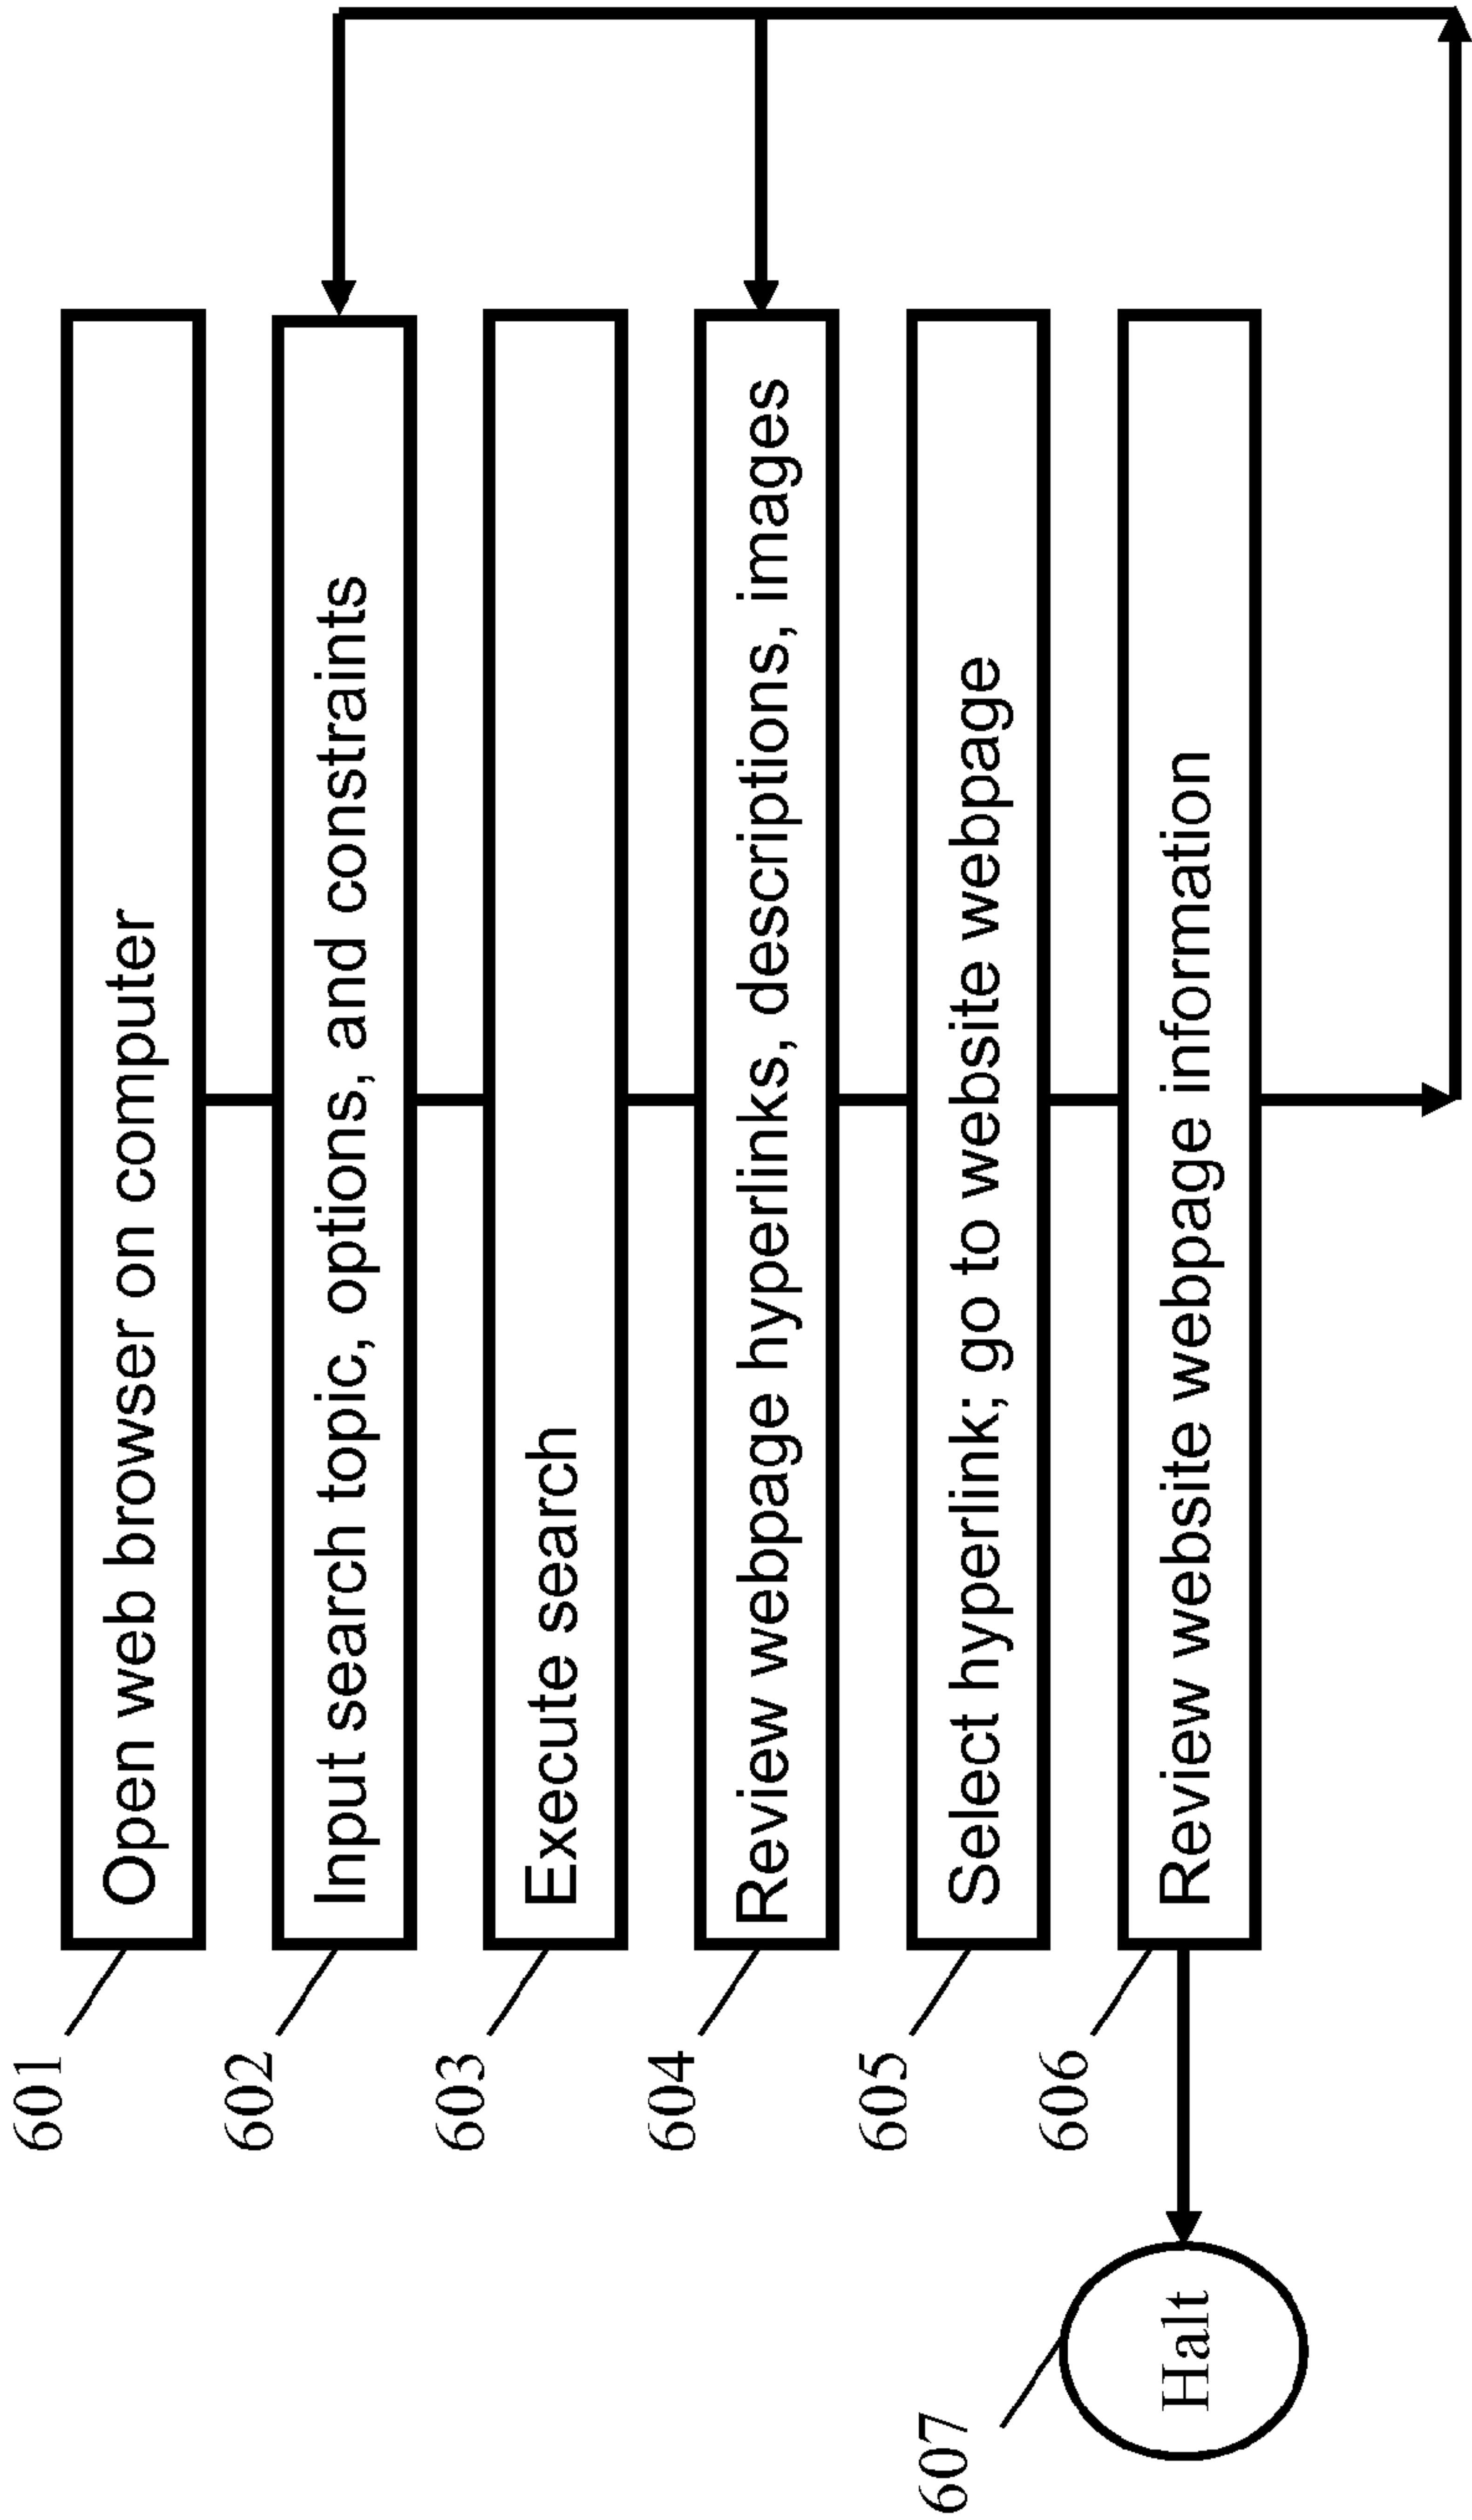 601
Open web browser on computer
602
Input search topic, options, and constraints
603
Execute search
604
Review webpage hyperlinks, descriptions, images
605
Select hyperlink; go to website webpage
606
Review website webpage information
607
Halt